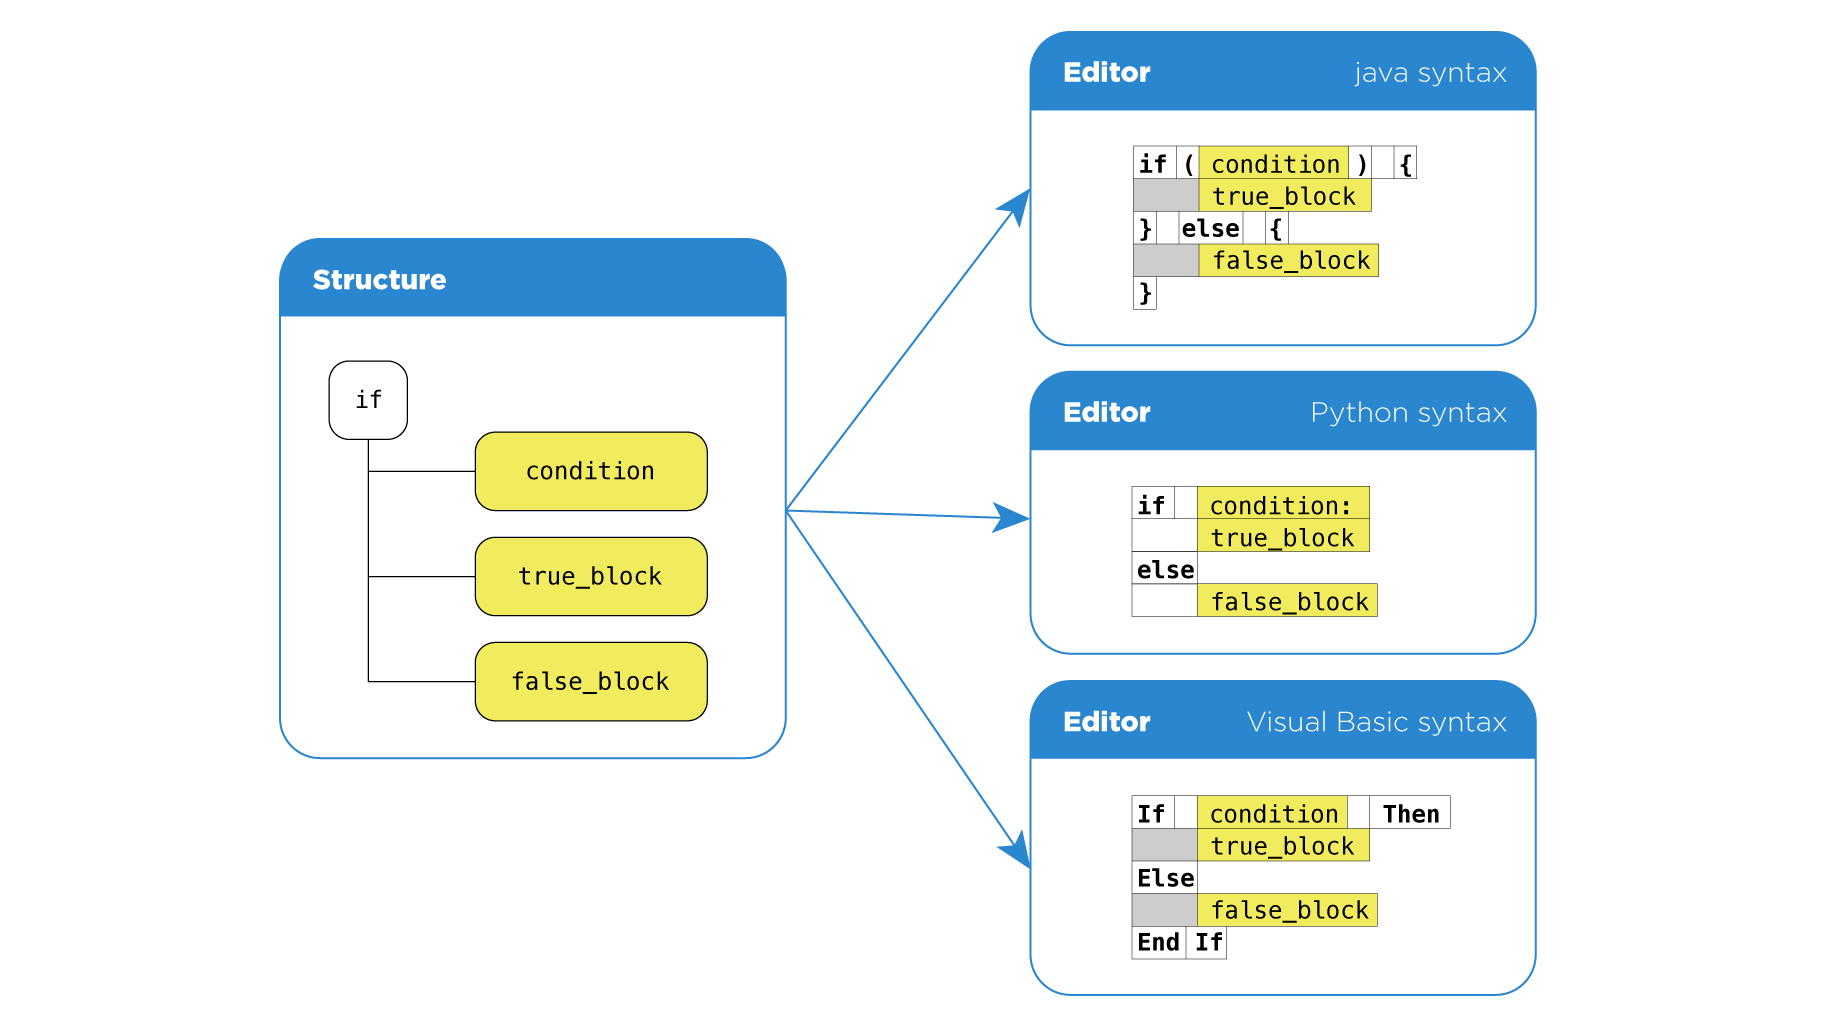 Structure
if
condition
true_block
false_block
Editor java syntax
if ( condition ) {
true_block
} else {
false_block
}
Editor Python syntax
if condition:
true_block
else
false_block
Editor Visual Basic syntax
If condition Then
true_block
Else
false_block
End If